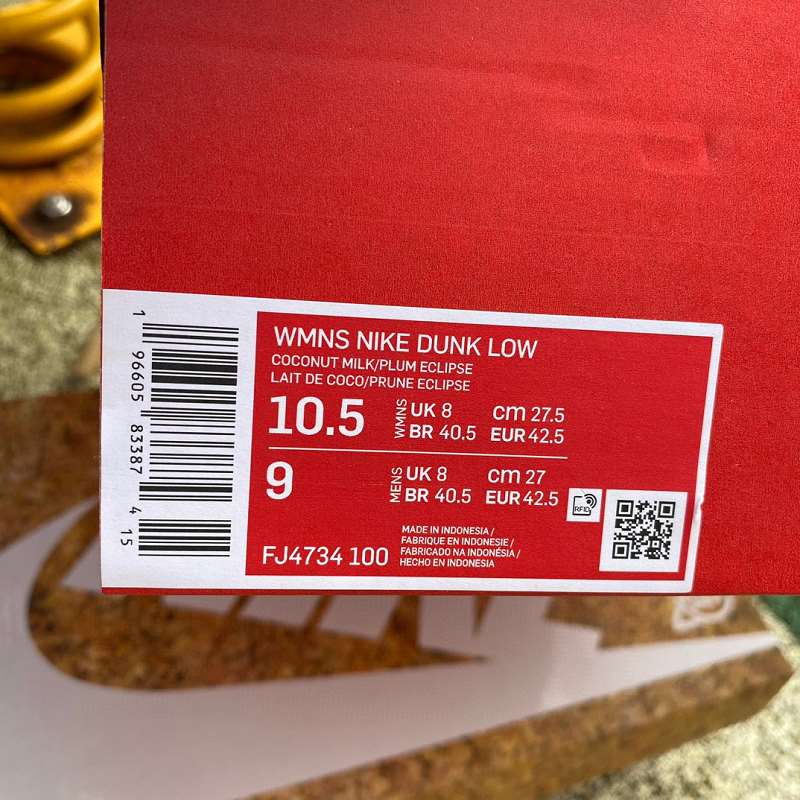 WMNS NIKE DUNK LOW
COCONUT MILK/PLUM ECLIPSE
LAIT DE COCO/PRUNE ECLIPSE
10.5 WMNS UK 8 cm 27.5
BR 40.5 EUR 42.5
9 MENS UK 8 cm 27
BR 40.5 EUR 42.5
RFID
FJ4734 100
MADE IN INDONESIA /
FABRIQUE EN INDONESIE /
FABRICADO NA INDONÉSIA /
HECHO EN INDONESIA
1 96605 83387 4 15